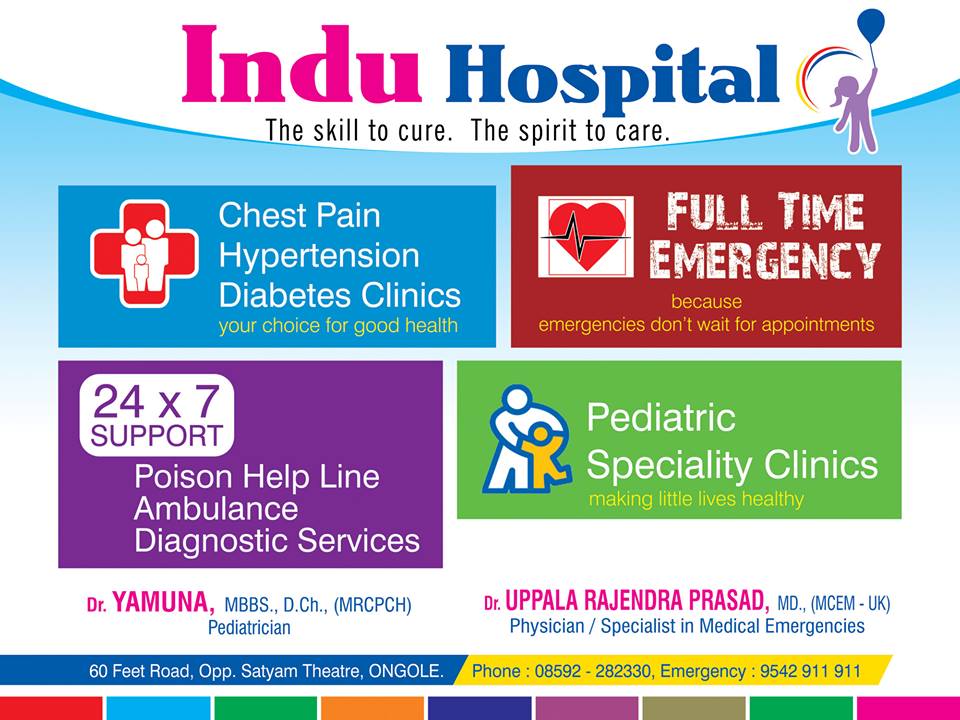 Indu Hospital
The skill to cure. The spirit to care.
Chest Pain
Hypertension
Diabetes Clinics
your choice for good health
FULL TIME
EMERGENCY
because
emergencies don't wait for appointments
24 x 7
SUPPORT
Poison Help Line
Ambulance
Diagnostic Services
Pediatric
Speciality Clinics
making little lives healthy
Dr. YAMUNA, MBBS., D.Ch., (MRCPCH)
Pediatrician
Dr. UPPALA RAJENDRA PRASAD, MD., (MCEM - UK)
Physician / Specialist in Medical Emergencies
60 Feet Road, Opp. Satyam Theatre, ONGOLE. Phone : 08592 - 282330, Emergency : 9542 911 911